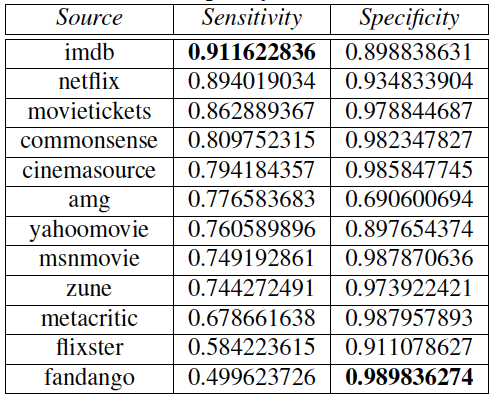 Source Sensitivity Specificity
imdb 0.911622836 0.898838631
netflix 0.894019034 0.934833904
movietickets 0.862889367 0.978844687
commonsense 0.809752315 0.982347827
cinemasource 0.794184357 0.985847745
amg 0.776583683 0.690600694
yahoomovie 0.760589896 0.897654374
msnmovie 0.749192861 0.987870636
zune 0.744272491 0.973922421
metacritic 0.678661638 0.987957893
flixster 0.584223615 0.911078627
fandango 0.499623726 0.989836274